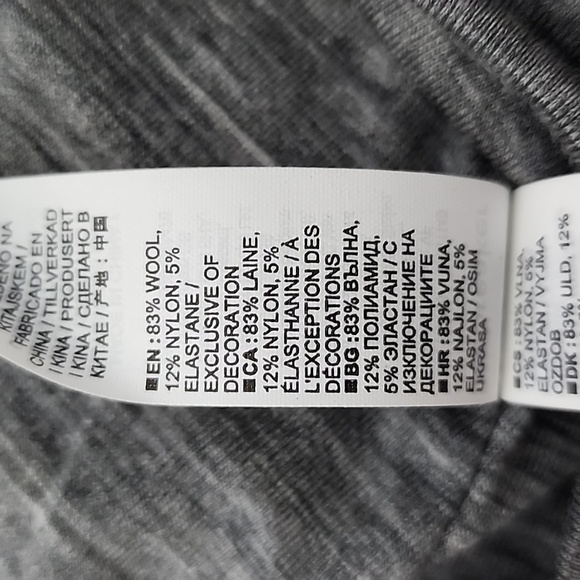 KITAJSKEM /
FABRICADO EN
CHINA / TILLVERKAD
I KINA / PRODUSERT
I KINA / СДЕЛАНО В
КИТАЕ / 产地 : 中国
EN : 83% WOOL,
12% NYLON, 5%
ELASTANE /
EXCLUSIVE OF
DECORATION
CA : 83% LAINE,
12% NYLON, 5%
ÉLASTHANNE / À
L'EXCEPTION DES
DÉCORATIONS
BG : 83% ВЪЛНА,
12% ПОЛИАМИД,
5% ЭЛАСТАН / С
ИЗКЛЮЧЕНИЕ НА
ДЕКОРАЦИИТЕ
HR : 83% VUNA,
12% NAJLON, 5%
ELASTAN / OSIM
UKRASA
CS : 83% VLNA,
12% NYLON, 5%
ELASTAN / VYJMA
OZDOB
DK : 83% ULD, 12%